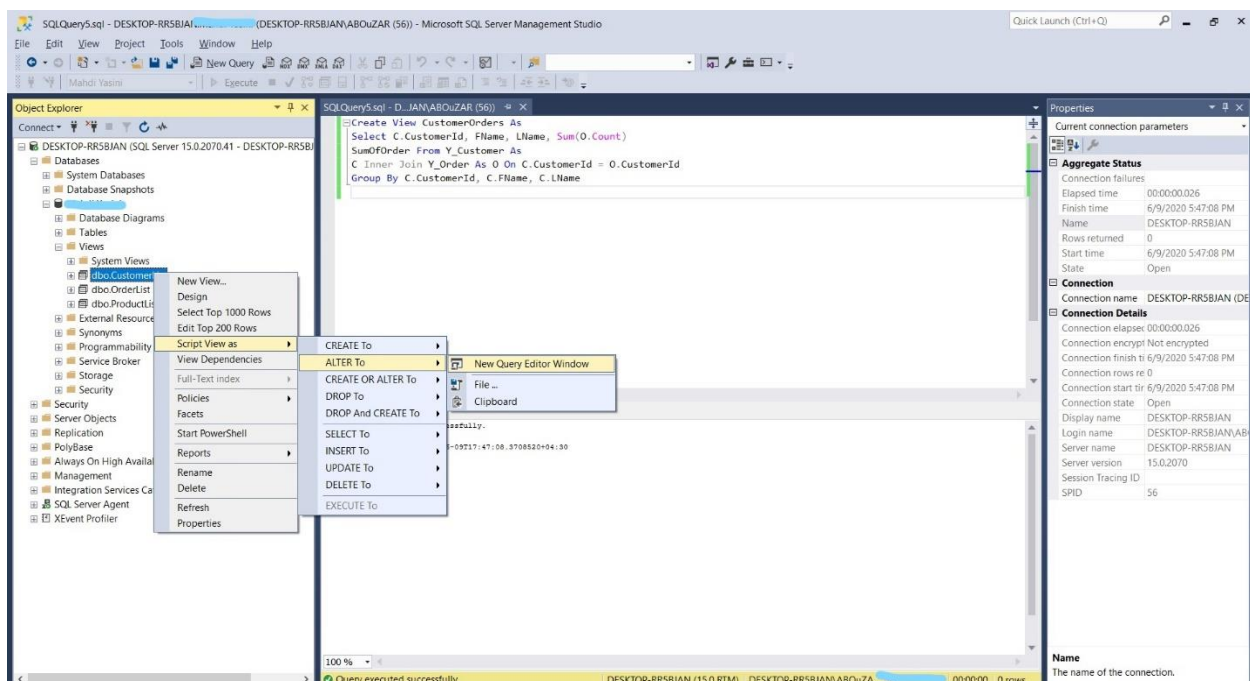 SQLQuery5.sql - DESKTOP-RR5BJAN (DESKTOP-RR5BJAN\ABOuZAR (56)) - Microsoft SQL Server Management Studio
Quick Launch (Ctrl+Q)
File Edit View Project Tools Window Help
New Query
Mahdi Yasini
Execute
Object Explorer
Connect
DESKTOP-RR5BJAN (SQL Server 15.0.2070.41 - DESKTOP-RR5BJ
Databases
System Databases
Database Snapshots
Database Diagrams
Tables
Views
System Views
dbo.Customer
dbo.OrderList
dbo.ProductLis
External Resource
Synonyms
Programmability
Service Broker
Storage
Security
Security
Server Objects
Replication
PolyBase
Always On High Availal
Management
Integration Services Ca
SQL Server Agent
XEvent Profiler
New View...
Design
Select Top 1000 Rows
Edit Top 200 Rows
Script View as
View Dependencies
Full-Text index
Policies
Facets
Start PowerShell
Reports
Rename
Delete
Refresh
Properties
CREATE To
ALTER To
CREATE OR ALTER To
DROP To
DROP And CREATE To
SELECT To
INSERT To
UPDATE To
DELETE To
EXECUTE To
New Query Editor Window
File ...
Clipboard
SQLQuery5.sql - D...JAN\ABOuZAR (56))
Create View CustomerOrders As
Select C.CustomerId, FName, LName, Sum(O.Count)
SumOfOrder From Y_Customer As
C Inner Join Y_Order As O On C.CustomerId = O.CustomerId
Group By C.CustomerId, C.FName, C.LName
ssfully.
-09T17:47:08.3708520+04:30
100 %
Query executed successfully
DESKTOP-RR5BJAN (15.0 RTM) DESKTOP-RR5BJAN\ABOuZA 00:00:00 0 rows
Properties
Current connection parameters
Aggregate Status
Connection failures
Elapsed time 00:00:00.026
Finish time 6/9/2020 5:47:08 PM
Name DESKTOP-RR5BJAN
Rows returned 0
Start time 6/9/2020 5:47:08 PM
State Open
Connection
Connection name DESKTOP-RR5BJAN (DE
Connection Details
Connection elapsec 00:00:00.026
Connection encrypt Not encrypted
Connection finish ti 6/9/2020 5:47:08 PM
Connection rows re 0
Connection start tir 6/9/2020 5:47:08 PM
Connection state Open
Display name DESKTOP-RR5BJAN
Login name DESKTOP-RR5BJAN\AB
Server name DESKTOP-RR5BJAN
Server version 15.0.2070
Session Tracing ID
SPID 56
Name
The name of the connection.